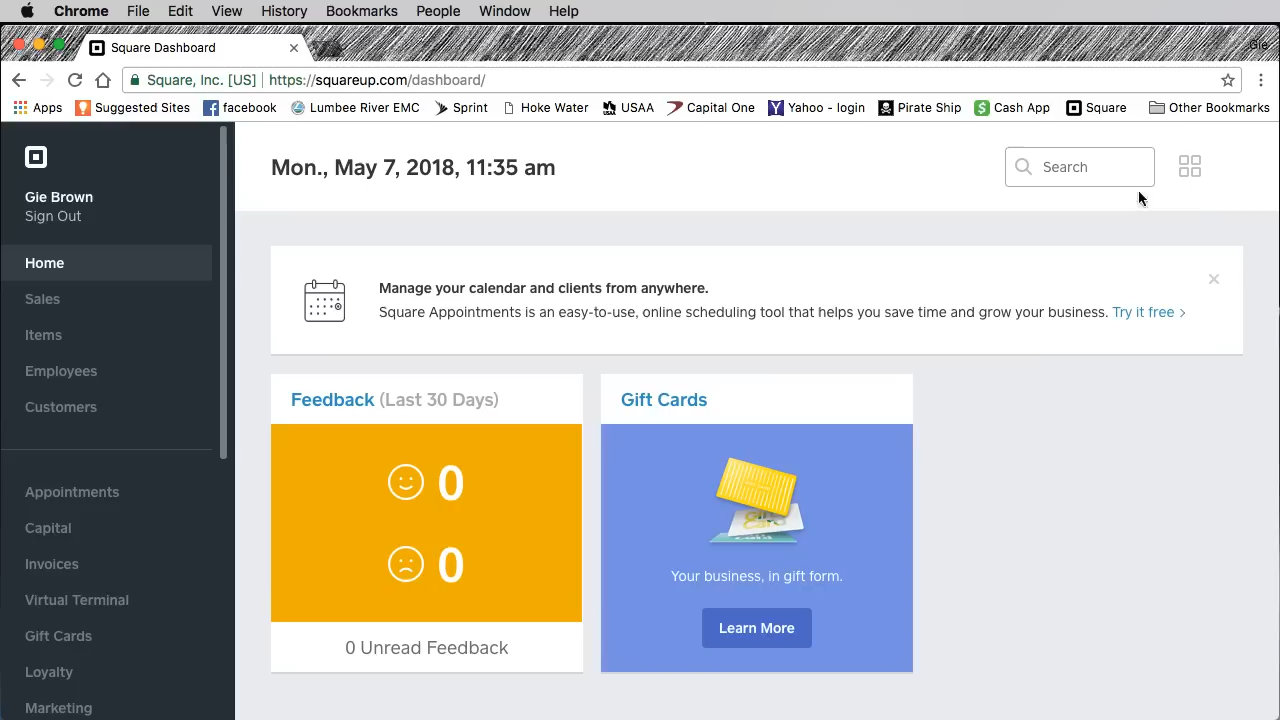 Chrome File Edit View History Bookmarks People Window Help
Square Dashboard
Gie
Square, Inc. [US] https://squareup.com/dashboard/
Apps Suggested Sites facebook Lumbee River EMC Sprint Hoke Water USAA Capital One Yahoo - login Pirate Ship Cash App Square Other Bookmarks
Gie Brown
Sign Out
Home
Sales
Items
Employees
Customers
Appointments
Capital
Invoices
Virtual Terminal
Gift Cards
Loyalty
Marketing
Mon., May 7, 2018, 11:35 am
Search
Manage your calendar and clients from anywhere.
Square Appointments is an easy-to-use, online scheduling tool that helps you save time and grow your business. Try it free >
Feedback (Last 30 Days)
0
0
0 Unread Feedback
Gift Cards
Your business, in gift form.
Learn More